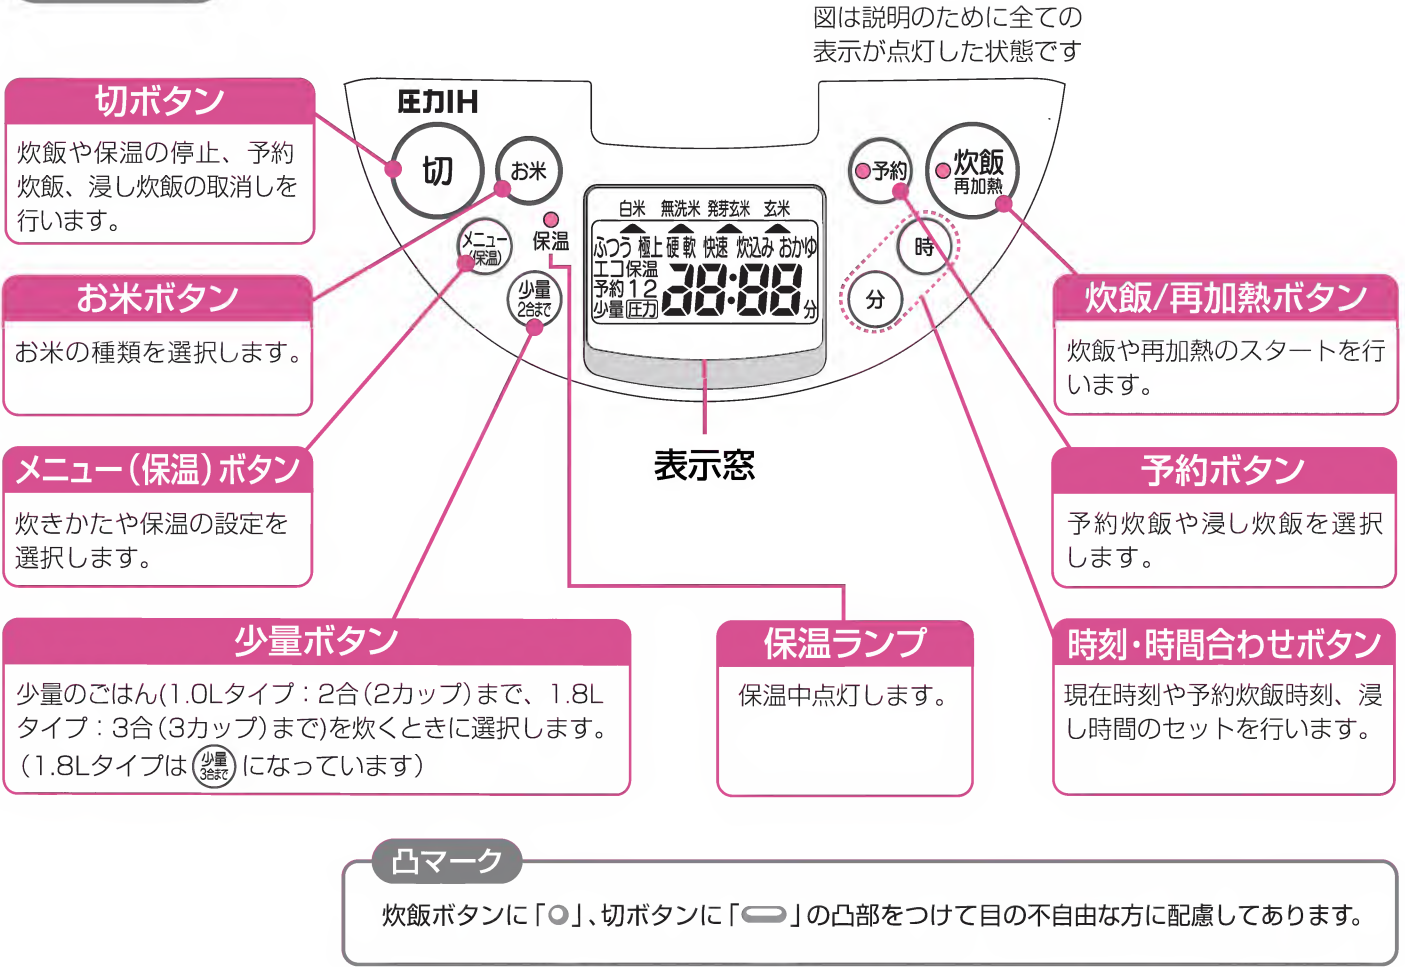 図は説明のために全ての
表示が点灯した状態です
切ボタン
炊飯や保温の停止、予約
炊飯、浸し炊飯の取消しを
行います。
お米ボタン
お米の種類を選択します。
メニュー(保温)ボタン
炊きかたや保温の設定を
選択します。
少量ボタン
少量のごはん(1.0Lタイプ:2合(2カップ)まで、1.8L
タイプ:3合(3カップ)まで)を炊くときに選択します。
(1.8Lタイプは 少量 3合まで になっています)
圧力IH
切
お米
メニュー
(保温)
保温
少量
2合まで
白米 無洗米 発芽玄米 玄米
ふつう 極上 硬 軟 快速 炊込み おかゆ
エコ保温
予約12
少量 圧力
38:88
分
予約
炊飯
再加熱
時
分
表示窓
保温ランプ
保温中点灯します。
炊飯/再加熱ボタン
炊飯や再加熱のスタートを行
います。
予約ボタン
予約炊飯や浸し炊飯を選択
します。
時刻・時間合わせボタン
現在時刻や予約炊飯時刻、浸
し時間のセットを行います。
凸マーク
炊飯ボタンに「○」、切ボタンに「⬭」の凸部をつけて目の不自由な方に配慮してあります。